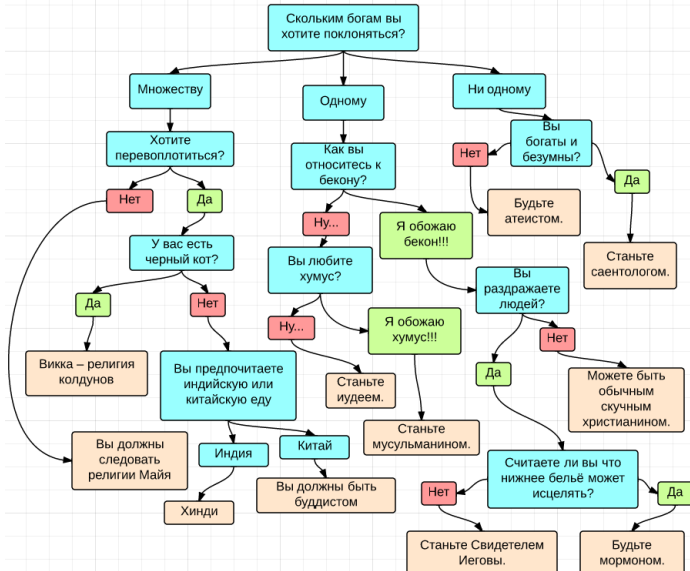 Скольким богам вы
хотите поклоняться?
Множеству
Одному
Ни одному
Хотите
перевоплотиться?
Как вы
относитесь к
бекону?
Вы
богаты и
безумны?
Нет
Да
Нет
Да
Будьте
атеистом.
Станьте
саентологом.
Ну...
Я обожаю
бекон!!!
У вас есть
черный кот?
Вы любите
хумус?
Вы
раздражаете
людей?
Да
Нет
Ну...
Я обожаю
хумус!!!
Нет
Да
Викка – религия
колдунов
Вы предпочитаете
индийскую или
китайскую еду
Станьте
иудеем.
Можете быть
обычным
скучным
христианином.
Вы должны
следовать
религии Майя
Индия
Китай
Станьте
мусульманином.
Хинди
Вы должны быть
буддистом
Считаете ли вы что
нижнее бельё может
исцелять?
Нет
Да
Станьте Свидетелем
Иеговы.
Будьте
мормоном.